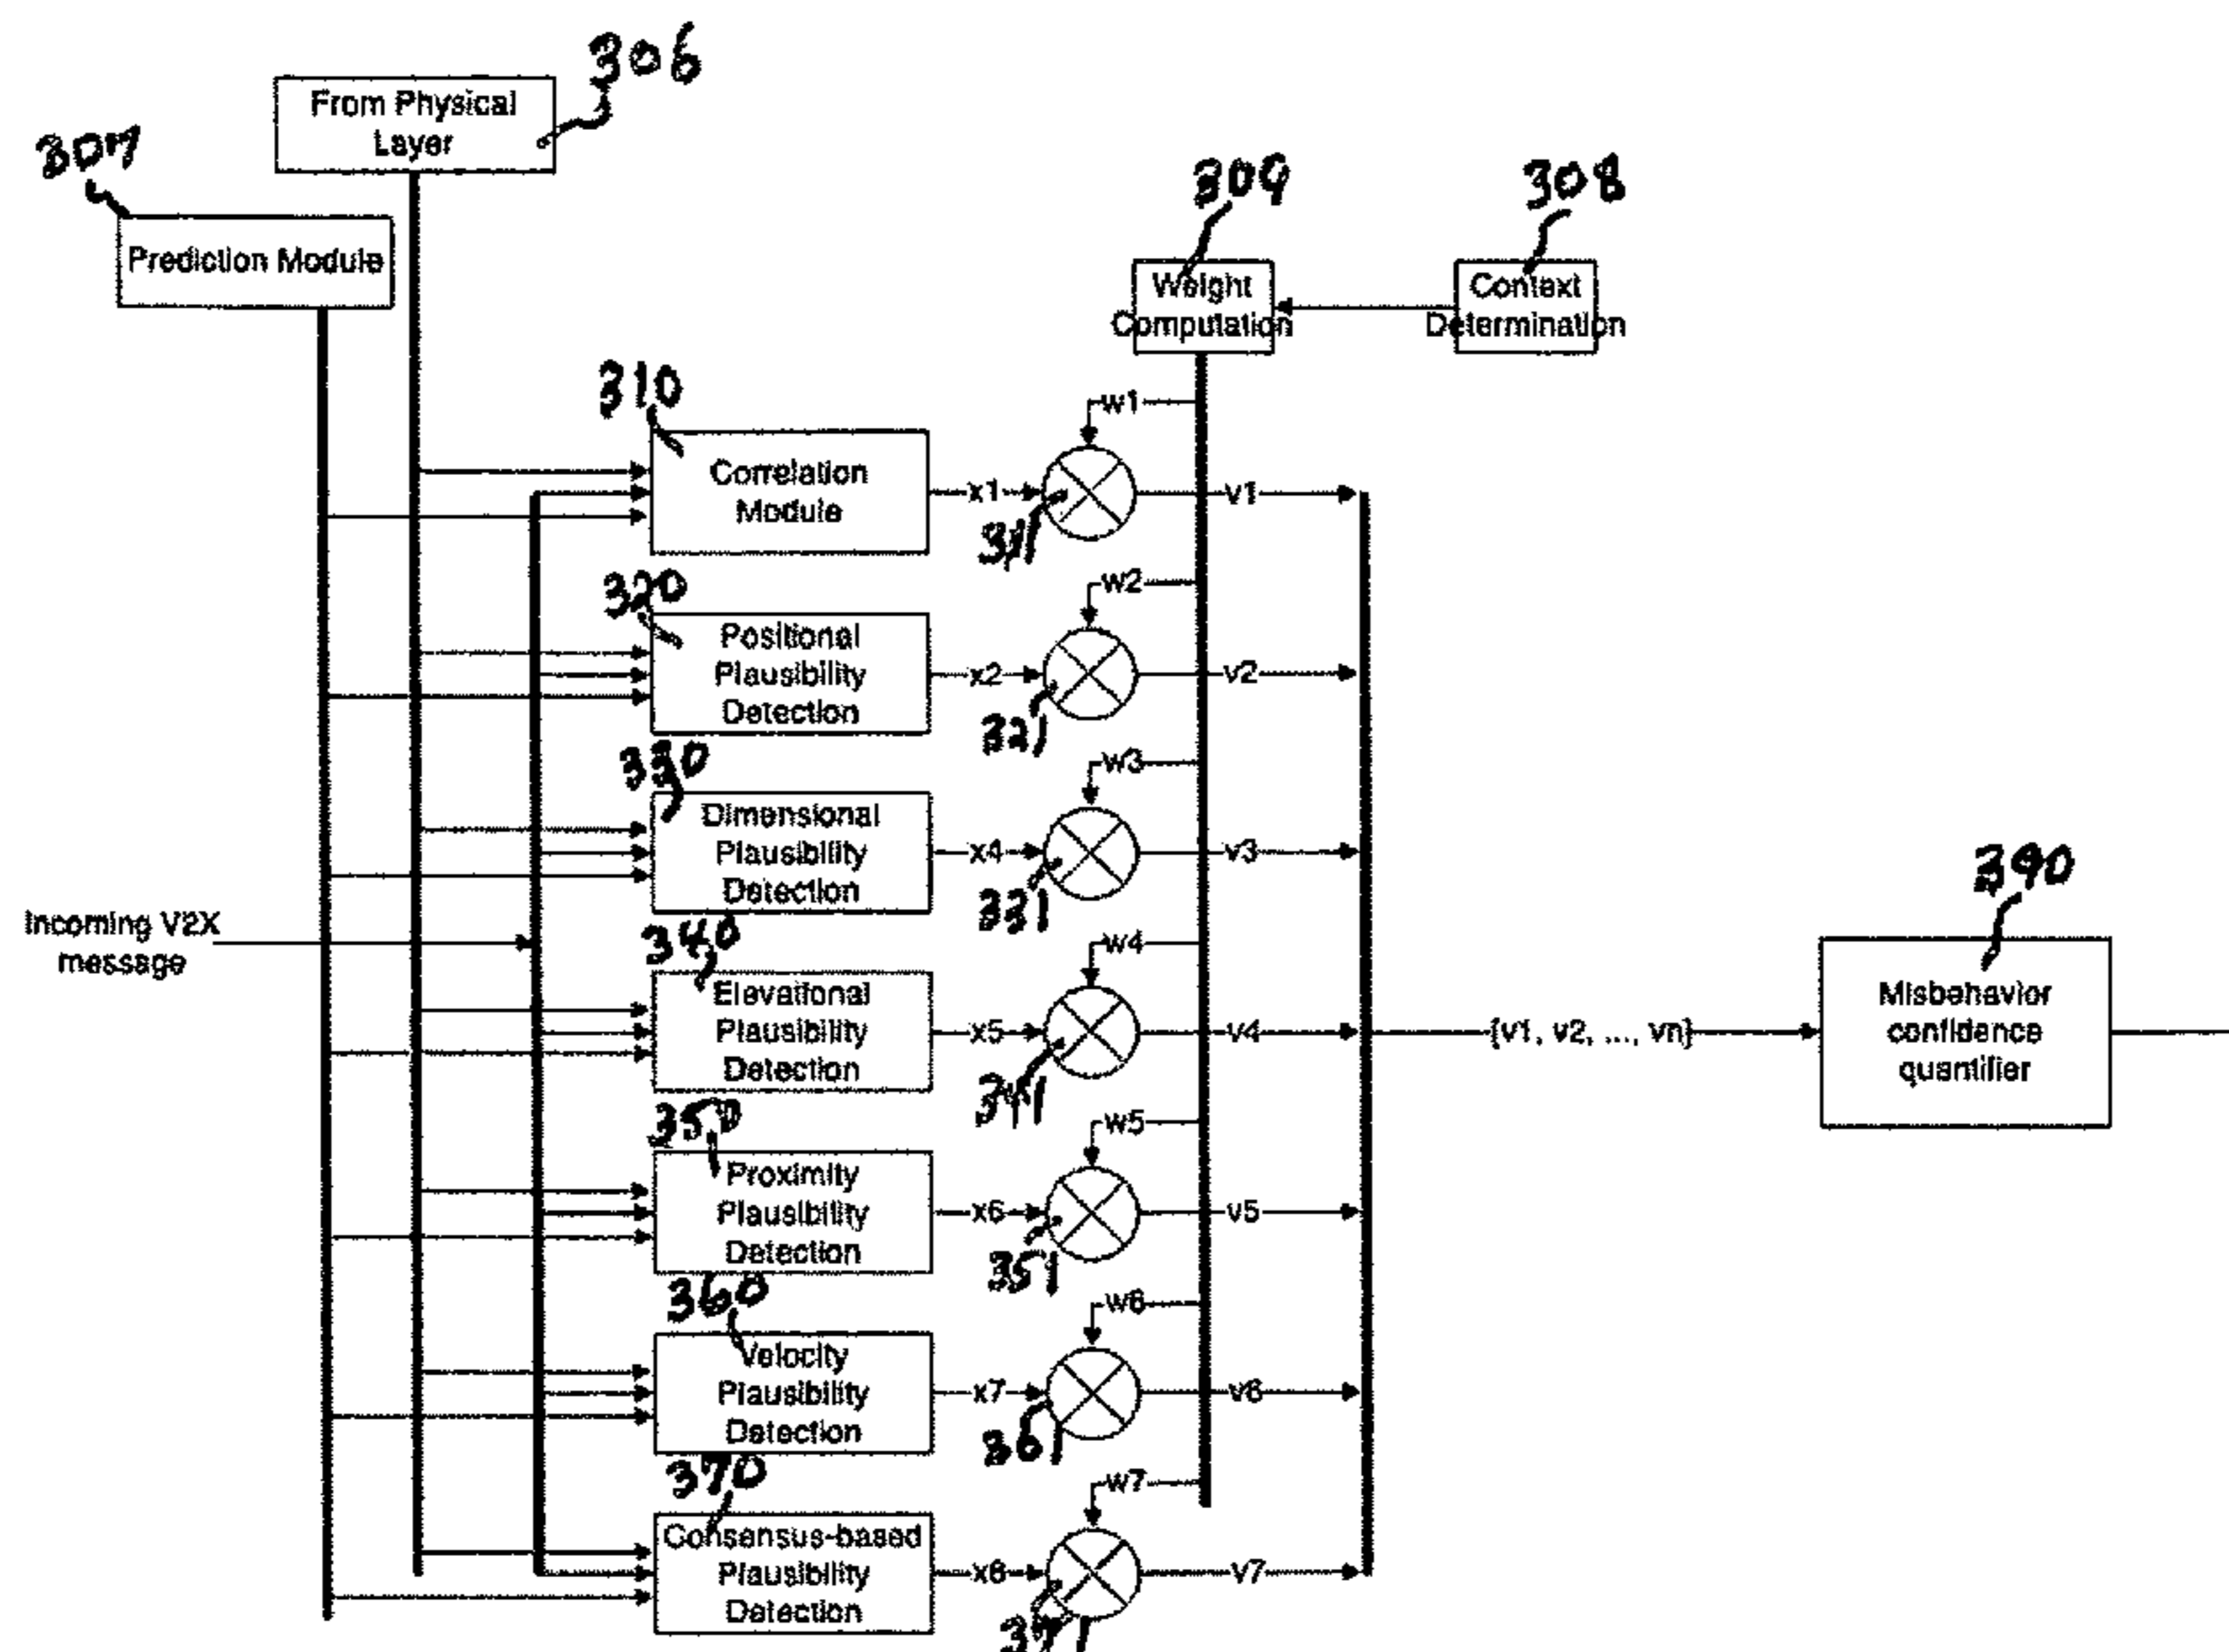 306
From Physical
Layer
307
Prediction Module
309
308
Weight
Computation
Context
Determination
w1
310
Correlation
Module
x1
v1
311
w2
320
Positional
Plausibility
Detection
x2
v2
321
w3
330
Dimensional
Plausibility
Detection
x4
v3
331
Incoming V2X
message
w4
340
Elevational
Plausibility
Detection
x5
v4
341
{v1, v2, ..., vn}
390
Misbehavior
confidence
quantifier
w5
350
Proximity
Plausibility
Detection
x6
v5
351
w6
360
Velocity
Plausibility
Detection
x7
v6
361
w7
370
Consensus-based
Plausibility
Detection
x8
v7
371